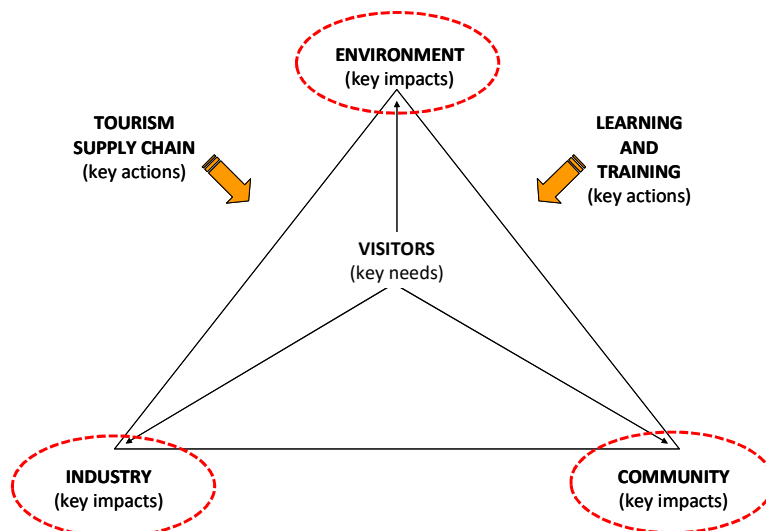 ENVIRONMENT
(key impacts)
TOURISM
SUPPLY CHAIN
(key actions)
LEARNING
AND
TRAINING
(key actions)
VISITORS
(key needs)
INDUSTRY
(key impacts)
COMMUNITY
(key impacts)